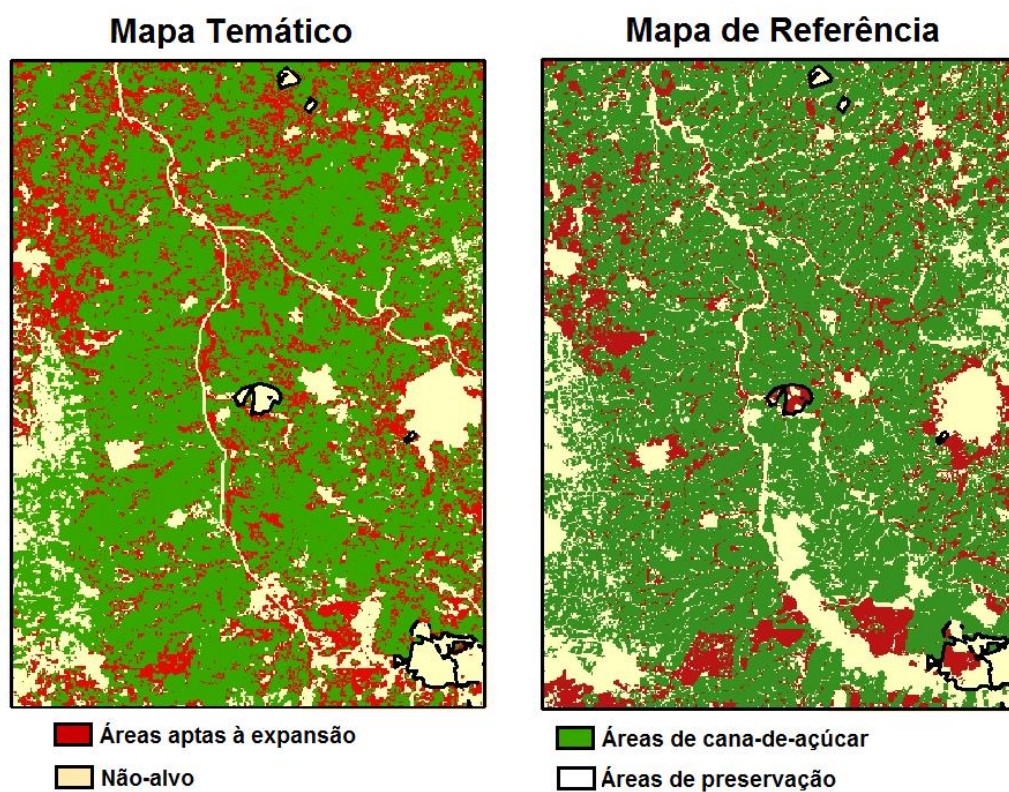 Mapa Temático
Mapa de Referência
Áreas aptas à expansão
Não-alvo
Áreas de cana-de-açúcar
Áreas de preservação